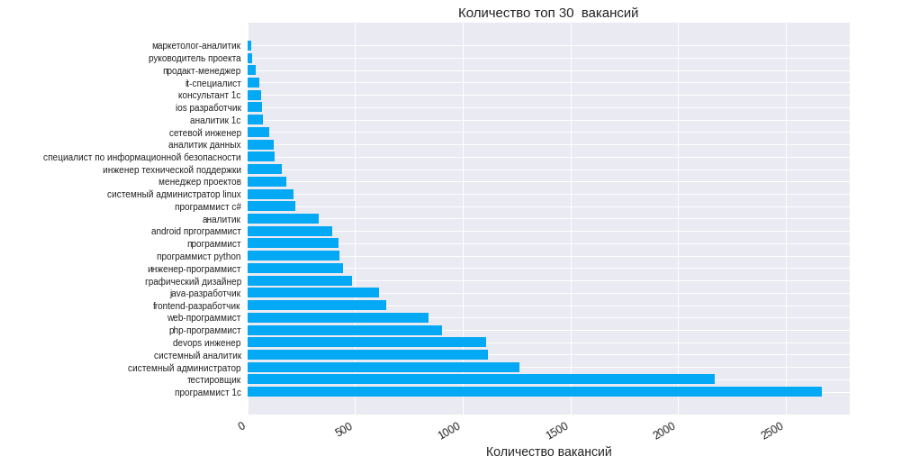 Количество топ 30 вакансий
маркетолог-аналитик
руководитель проекта
продакт-менеджер
it-специалист
консультант 1с
ios разработчик
аналитик 1с
сетевой инженер
аналитик данных
специалист по информационной безопасности
инженер технической поддержки
менеджер проектов
системный администратор linux
программист c#
аналитик
android прграммист
программист
программист python
инженер-программист
графический дизайнер
java-разработчик
frontend-разработчик
web-программист
php-программист
devops инженер
системный аналитик
системный администратор
тестировщик
программист 1с
0 500 1000 1500 2000 2500
Количество вакансий